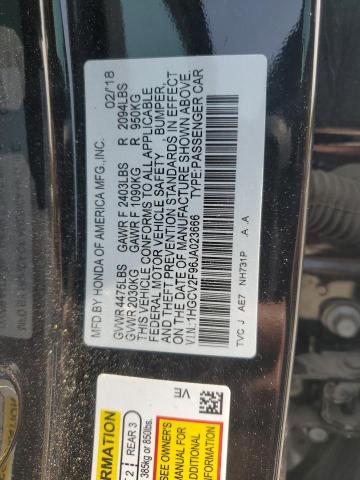 MFD.BY HONDA OF AMERICA MFG.,INC. 02/18
GVWR 4475LBS GAWR F 2403LBS R 2094LBS
GVWR 2030KG GAWR F 1090KG R 950KG
THIS VEHICLE CONFORMS TO ALL APPLICABLE
FEDERAL MOTOR VEHICLE SAFETY, BUMPER,
AND THEFT PREVENTION STANDARDS IN EFFECT
ON THE DATE OF MANUFACTURE SHOWN ABOVE.
V.I.N.:1HGCV2F96JA023666 TYPE:PASSENGER CAR
TVC J AE7 NH731P A A
VE
INFORMATION
2 REAR 3
385kg or 850lbs.
SEE OWNER'S
MANUAL FOR
INFORMATION